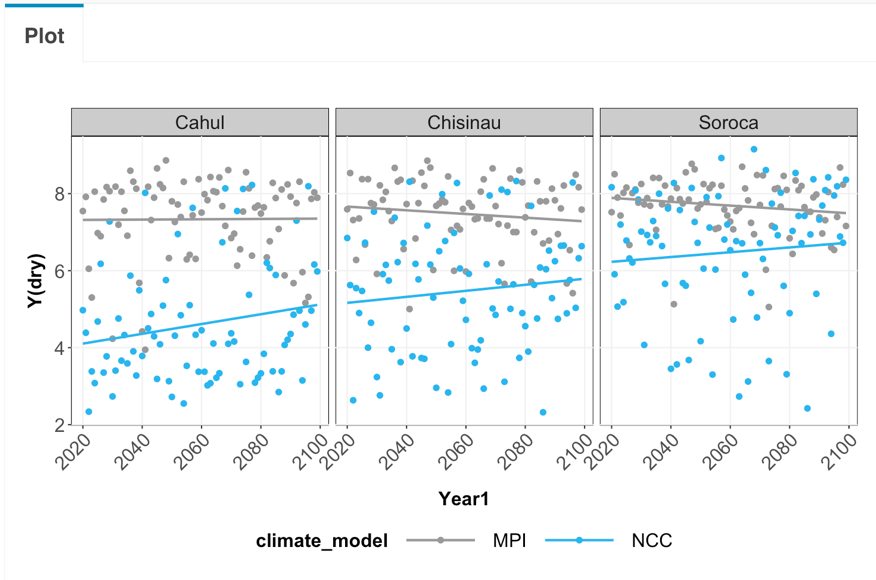 Plot
Cahul Chisinau Soroca
8
6
4
2
Y(dry)
2020 2040 2060 2080 2100 2020 2040 2060 2080 2100 2020 2040 2060 2080 2100
Year1
climate_model MPI NCC